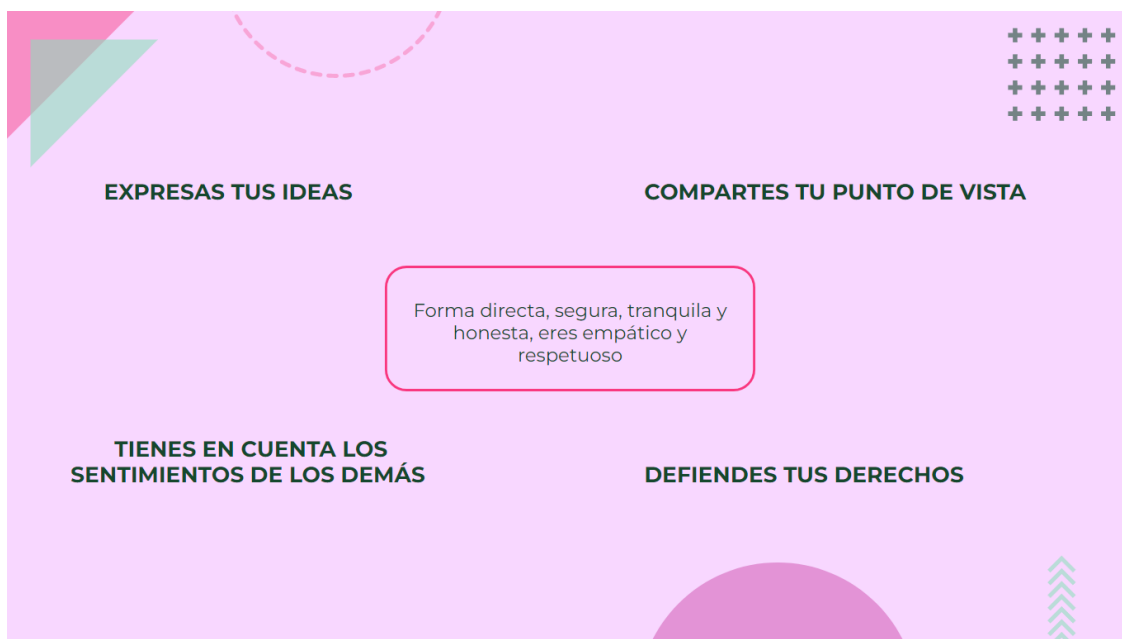 EXPRESAS TUS IDEAS
COMPARTES TU PUNTO DE VISTA
Forma directa, segura, tranquila y
honesta, eres empático y
respetuoso
TIENES EN CUENTA LOS
SENTIMIENTOS DE LOS DEMÁS
DEFIENDES TUS DERECHOS